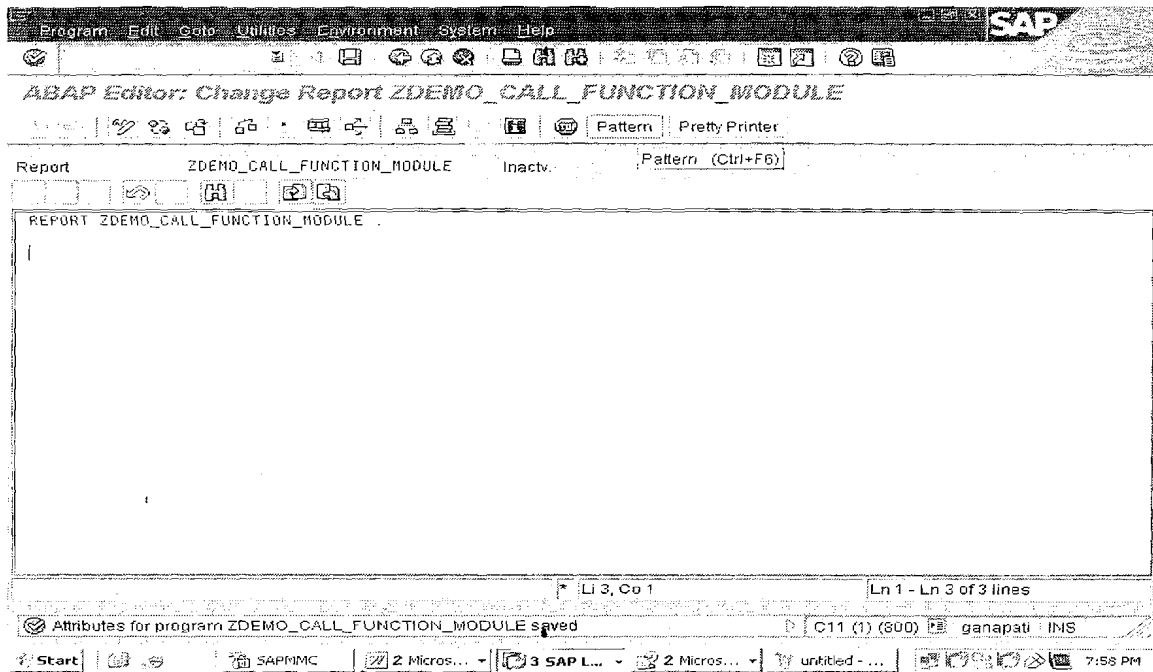 Program Edit Goto Utilities Environment System Help
SAP
ABAP Editor: Change Report ZDEMO_CALL_FUNCTION_MODULE
Pattern Pretty Printer
Report ZDEMO_CALL_FUNCTION_MODULE Inactv. Pattern (Ctrl+F6)
REPORT ZDEMO_CALL_FUNCTION_MODULE .
* Li 3, Co 1 Ln 1 - Ln 3 of 3 lines
Attributes for program ZDEMO_CALL_FUNCTION_MODULE saved C11 (1) (800) ganapati INS
Start SAPMMC 2 Micros... 3 SAP L... 2 Micros... untitled - ... 7:58 PM